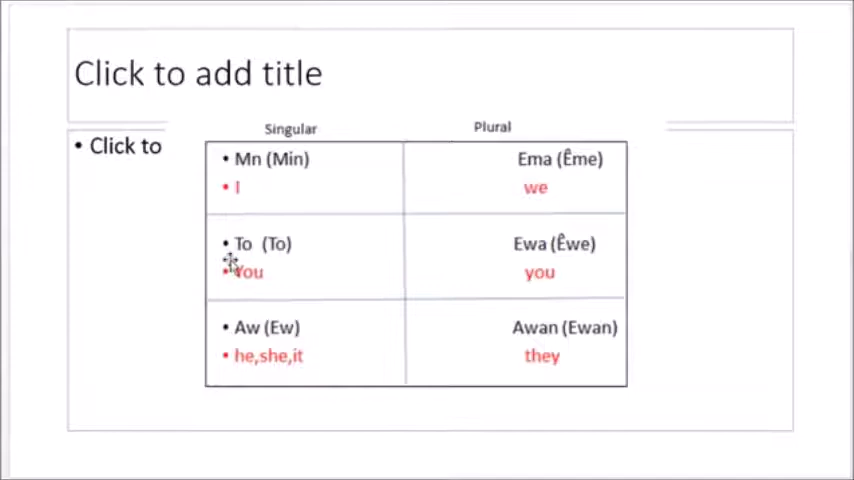 Click to add title
• Click to
Singular
Plural
• Mn (Min)
• I
Ema (Ême)
we
• To (To)
• You
Ewa (Êwe)
you
• Aw (Ew)
• he,she,it
Awan (Ewan)
they